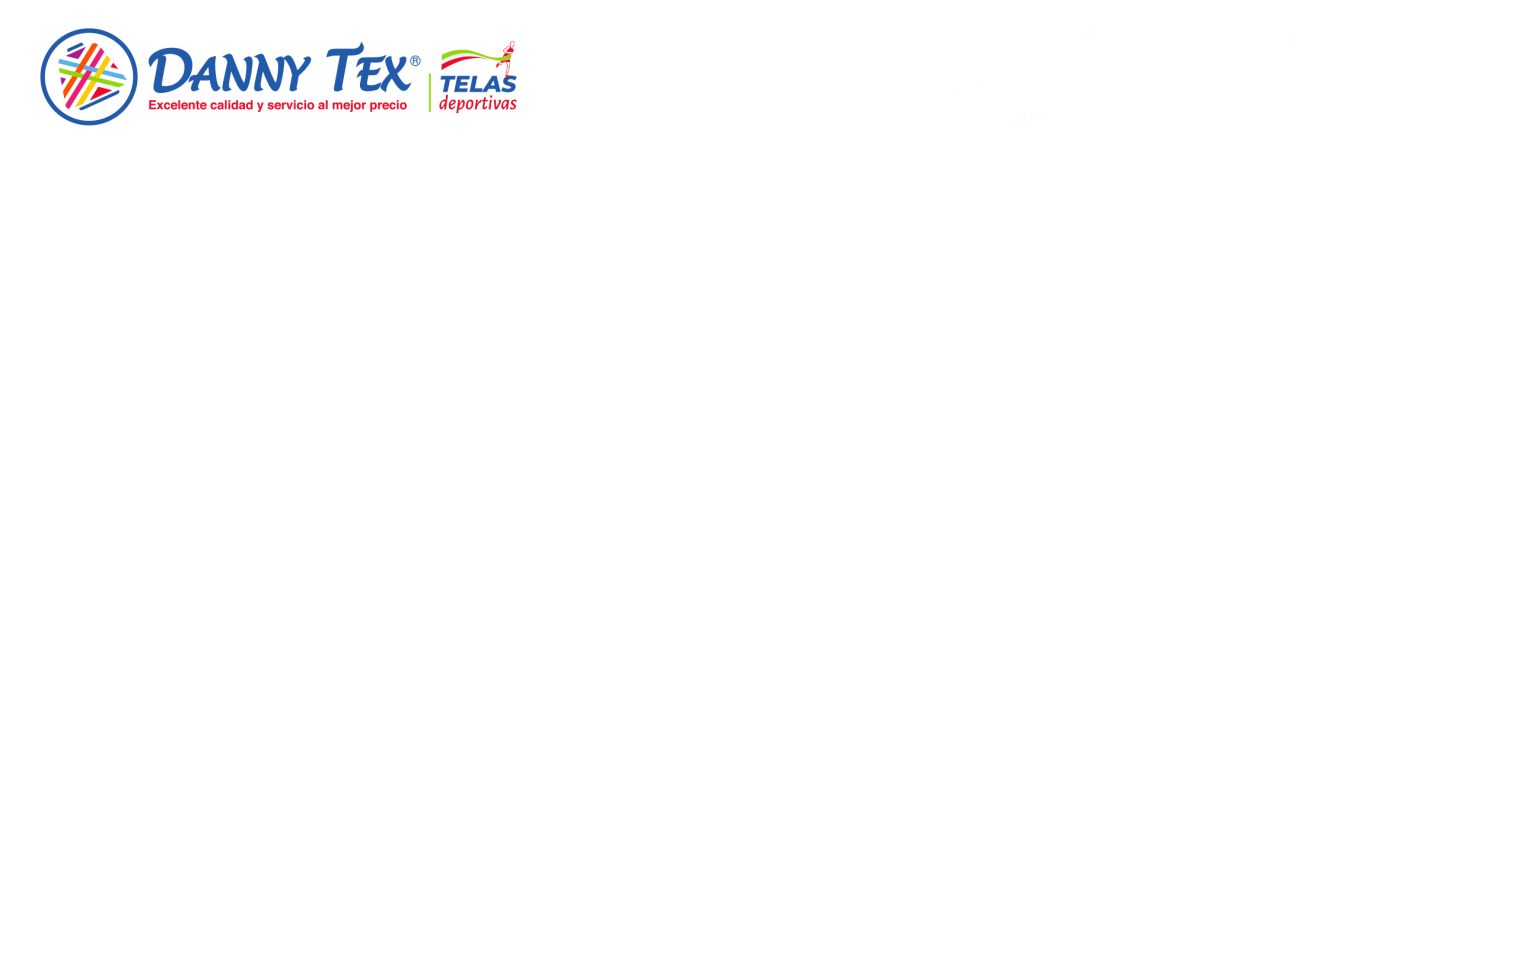 DANNY TEX®
Excelente calidad y servicio al mejor precio
TELAS
deportivas